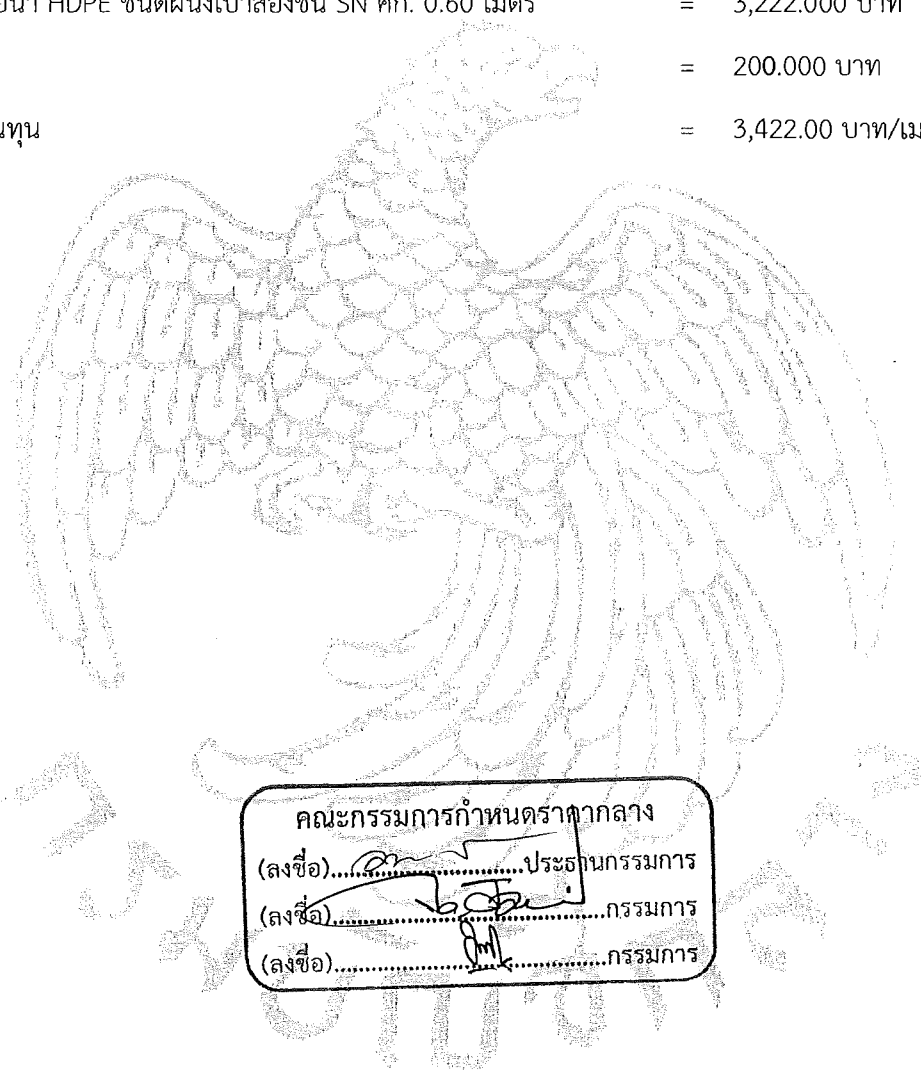 HDPE ชนิดผนังเบาสองชั้น SN ศก. 0.60 เมตร = 3,222.000 บาท
= 200.000 บาท
นทุน = 3,422.00 บาท/เม
คณะกรรมการกำหนดราคากลาง
(ลงชื่อ)....................ประธานกรรมการ
(ลงชื่อ)....................กรรมการ
(ลงชื่อ)....................กรรมการ